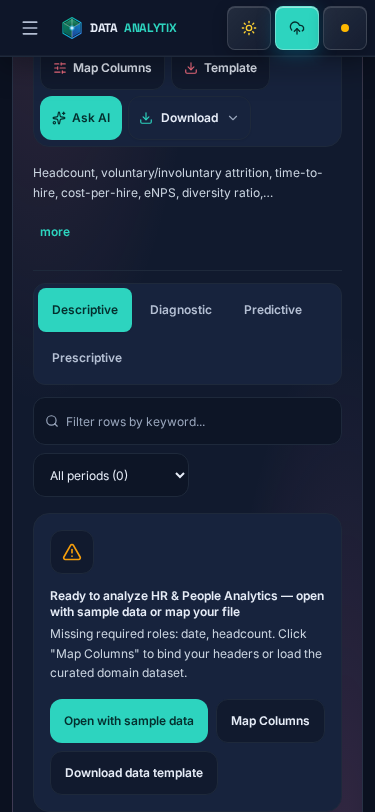 DATA ANALYTIX
Map Columns
Template
Ask AI
Download
Headcount, voluntary/involuntary attrition, time-to-
hire, cost-per-hire, eNPS, diversity ratio,...
more
Descriptive
Diagnostic
Predictive
Prescriptive
Filter rows by keyword...
All periods (0)
Ready to analyze HR & People Analytics — open
with sample data or map your file
Missing required roles: date, headcount. Click
"Map Columns" to bind your headers or load the
curated domain dataset.
Open with sample data
Map Columns
Download data template